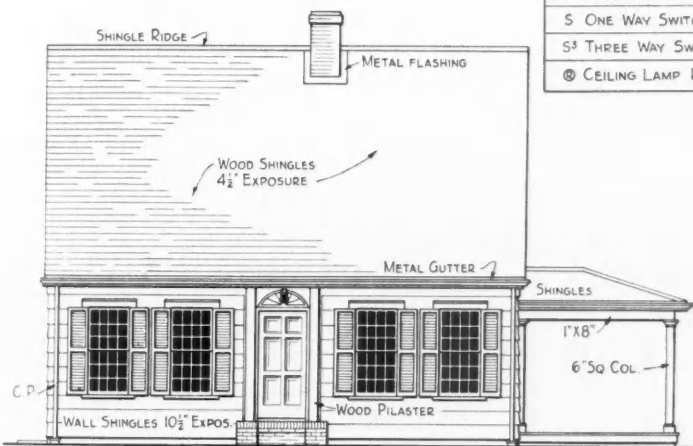 S ONE WAY SWIT
S³ THREE WAY SW
® CEILING LAMP
SHINGLE RIDGE
METAL FLASHING
WOOD SHINGLES
4½" EXPOSURE
METAL GUTTER
SHINGLES
1"X8"
6"SQ COL.
C.P.
WOOD PILASTER
WALL SHINGLES 10½" EXPOS.